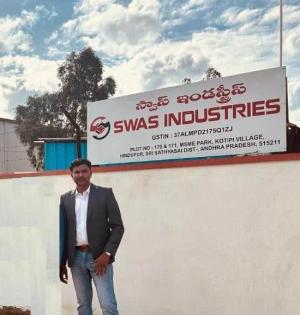 స్వాస్ ఇండస్ట్రీస్
SWAS INDUSTRIES
GSTIN : 37ALMPD2175Q1ZJ
PLOT NO - 170 & 171, MSME PARK, KOTIPI VILLAGE,
HINDUPUR, SRI SATHYASAI DIST-, ANDHRA PRADESH, 515211